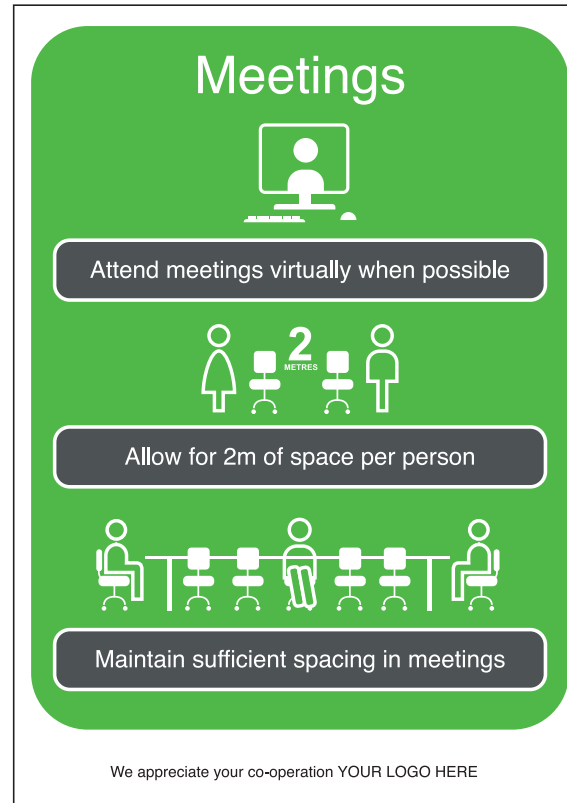 Meetings
Attend meetings virtually when possible
2
METRES
Allow for 2m of space per person
Maintain sufficient spacing in meetings
We appreciate your co-operation YOUR LOGO HERE